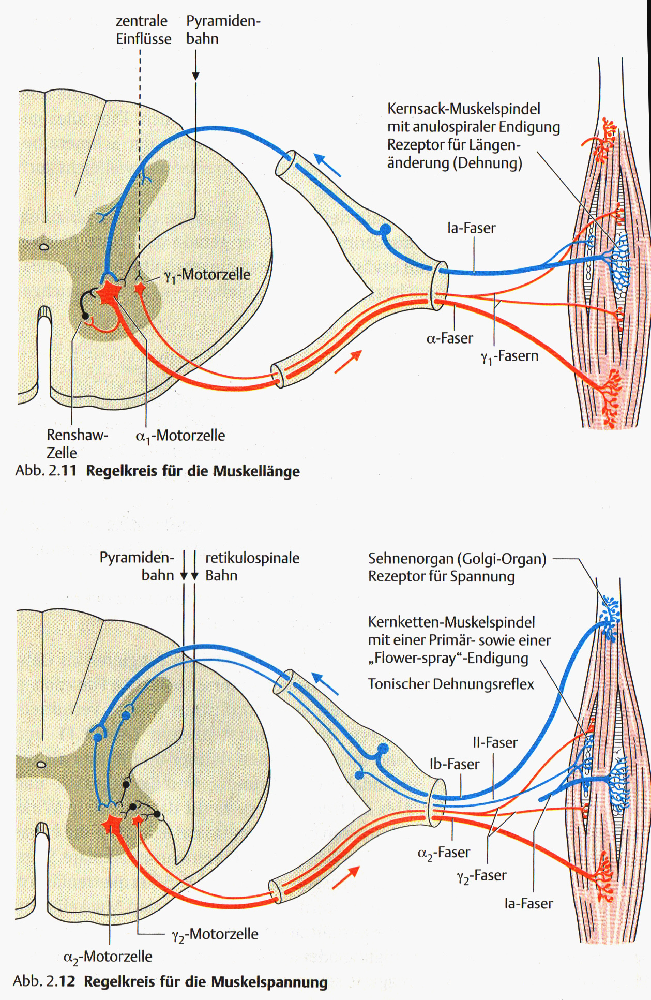 zentrale
Einflüsse
Pyramiden-
bahn
Kernsack-Muskelspindel
mit anulospiraler Endigung
Rezeptor für Längen-
änderung (Dehnung)
Ia-Faser
γ1-Motorzelle
α-Faser
γ1-Fasern
Renshaw-
Zelle
α1-Motorzelle
Abb. 2.11 Regelkreis für die Muskellänge
Pyramiden-
bahn
retikulospinale
Bahn
Sehnenorgan (Golgi-Organ)
Rezeptor für Spannung
Kernketten-Muskelspindel
mit einer Primär- sowie einer
„Flower-spray“-Endigung
Tonischer Dehnungsreflex
II-Faser
Ib-Faser
α2-Faser
γ2-Faser
Ia-Faser
γ2-Motorzelle
α2-Motorzelle
Abb. 2.12 Regelkreis für die Muskelspannung